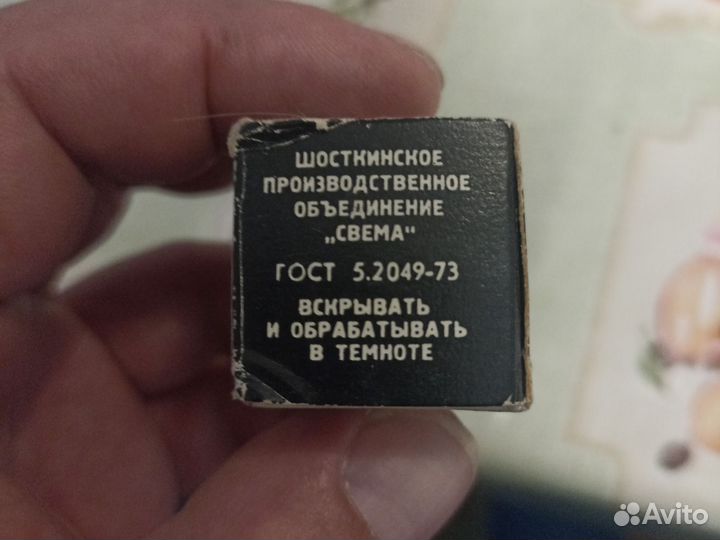 ШОСТКИНСКОЕ
ПРОИЗВОДСТВЕННОЕ
ОБЪЕДИНЕНИЕ
„СВЕМА“
ГОСТ 5.2049-73
ВСКРЫВАТЬ
И ОБРАБАТЫВАТЬ
В ТЕМНОТЕ
Avito